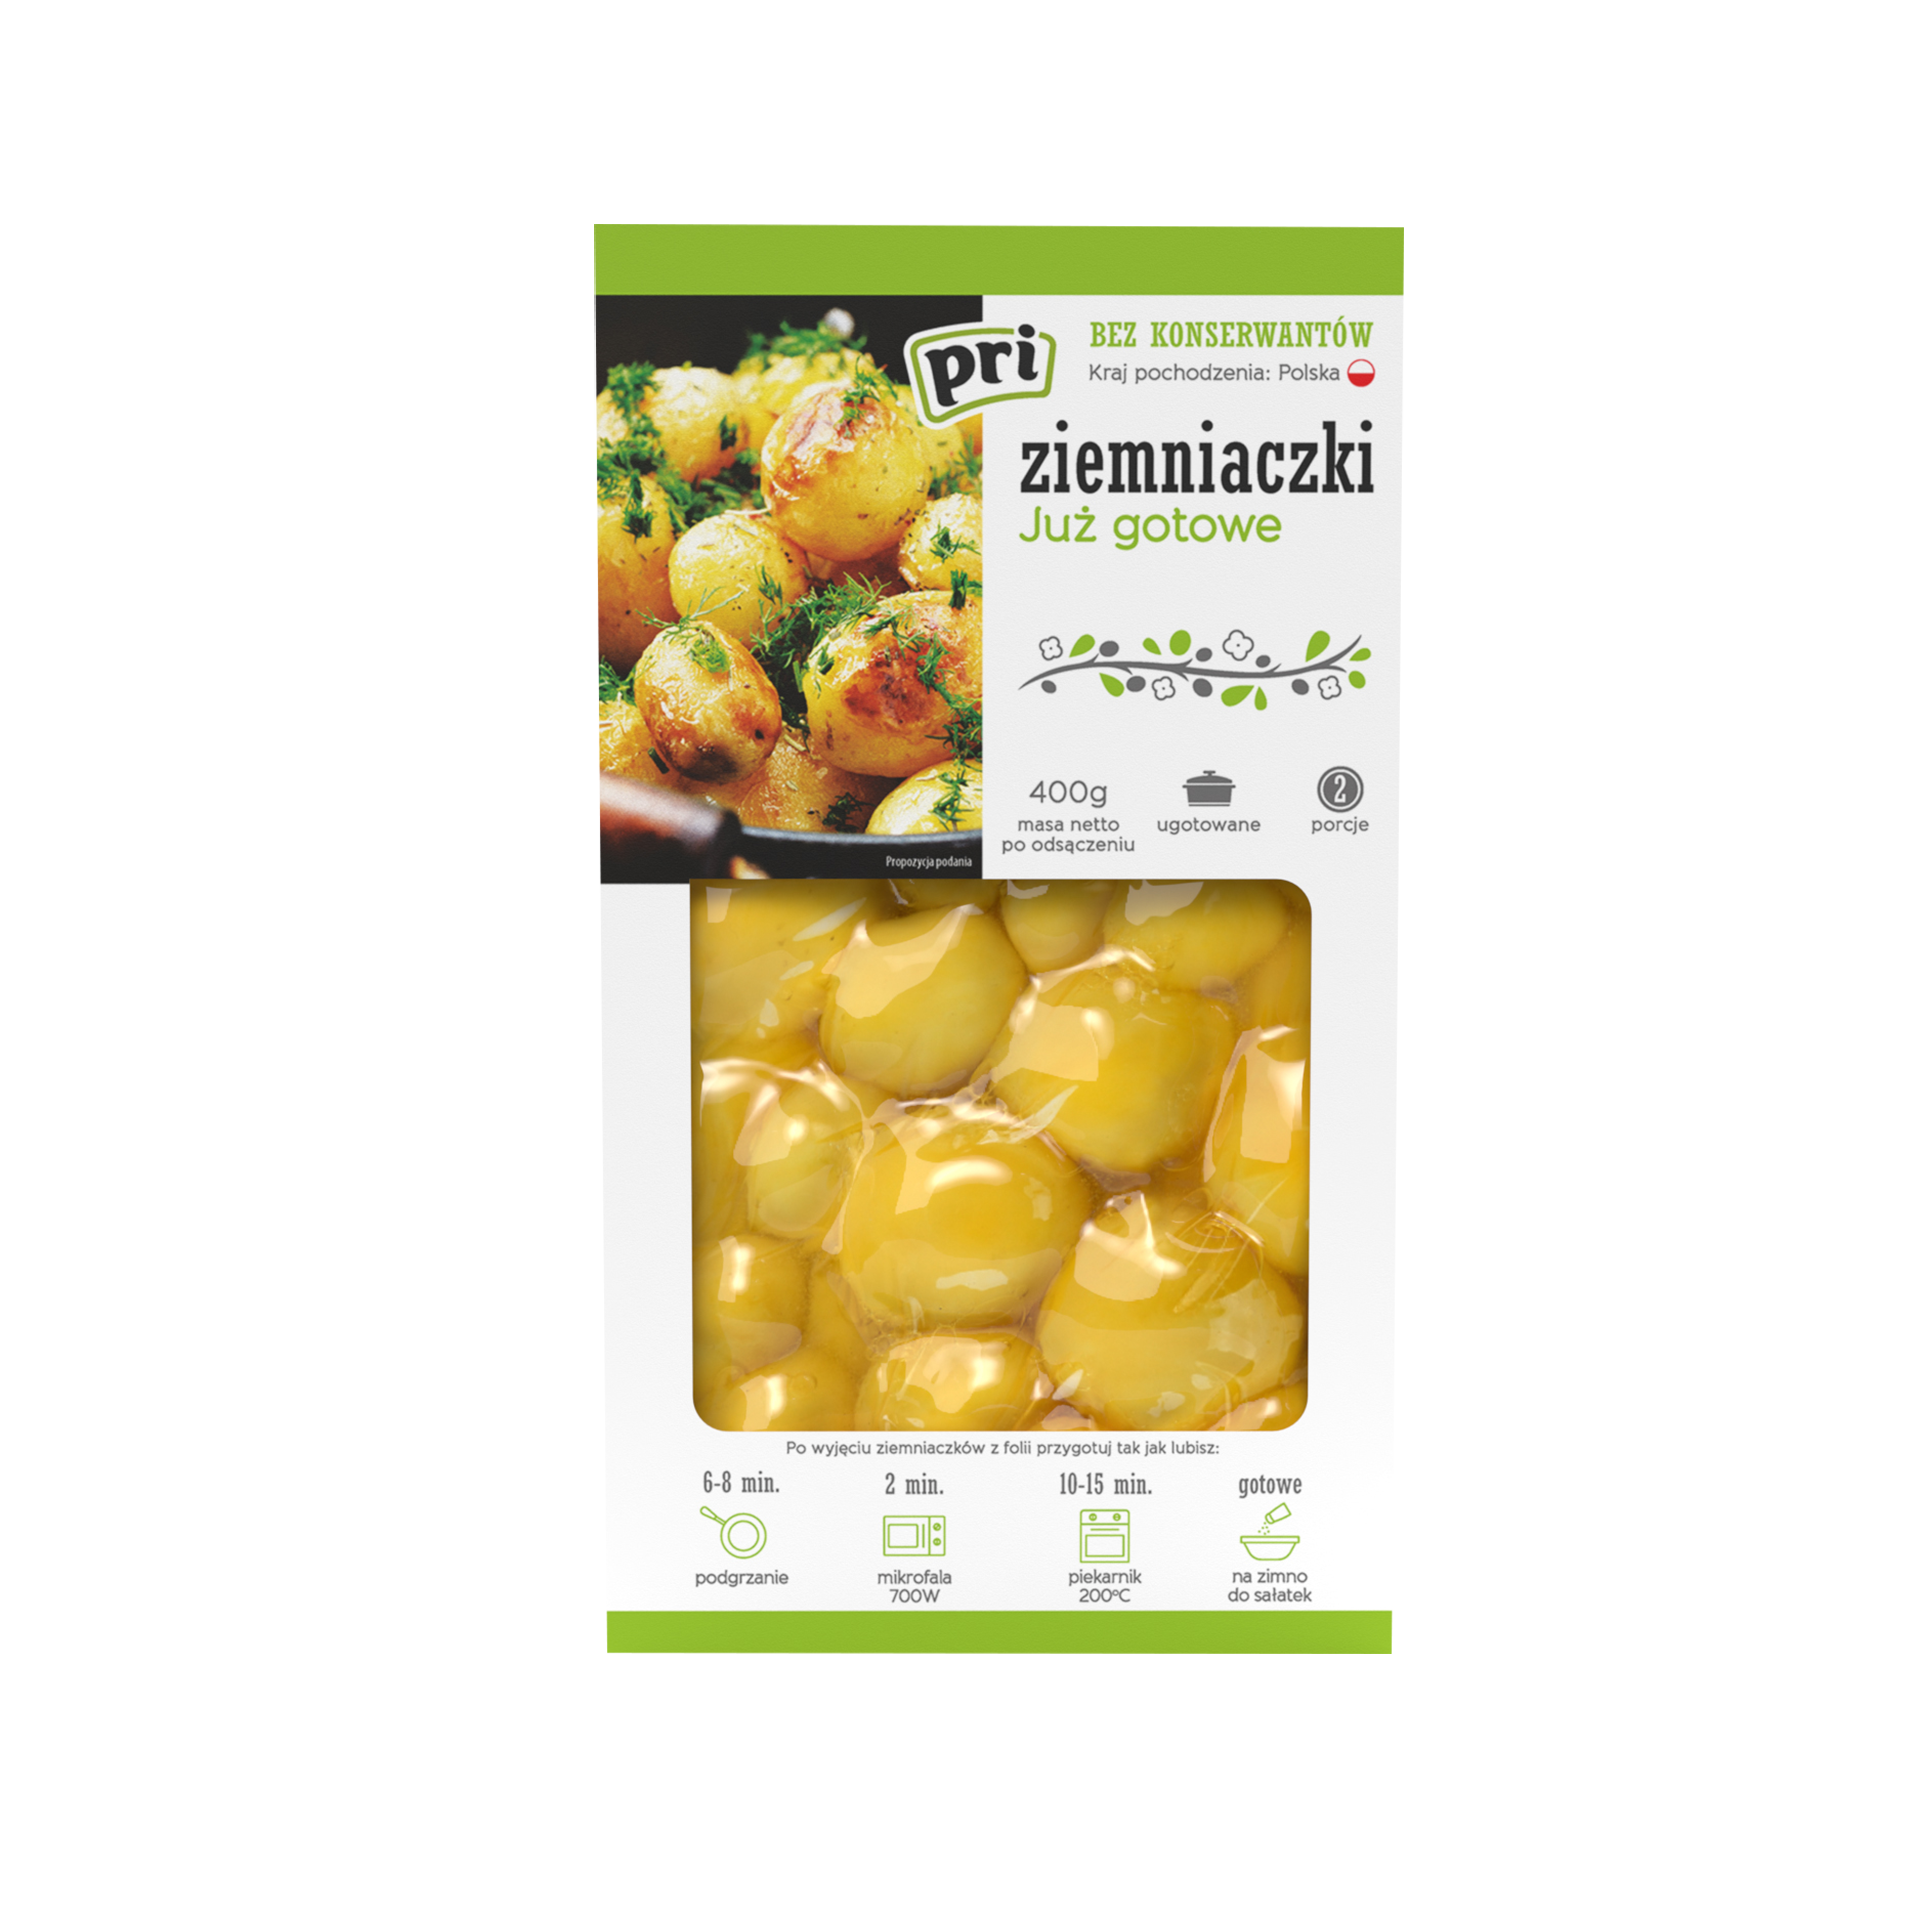 pri
BEZ KONSERWANTÓW
Kraj pochodzenia: Polska
ziemniaczki
Już gotowe
400g
masa netto
po odsączeniu
ugotowane
2
porcje
Propozycja podania
Po wyjęciu ziemniaczków z folii przygotuj tak jak lubisz:
6-8 min.
podgrzanie
2 min.
mikrofala
700W
10-15 min.
piekarnik
200ºC
gotowe
na zimno
do sałatek